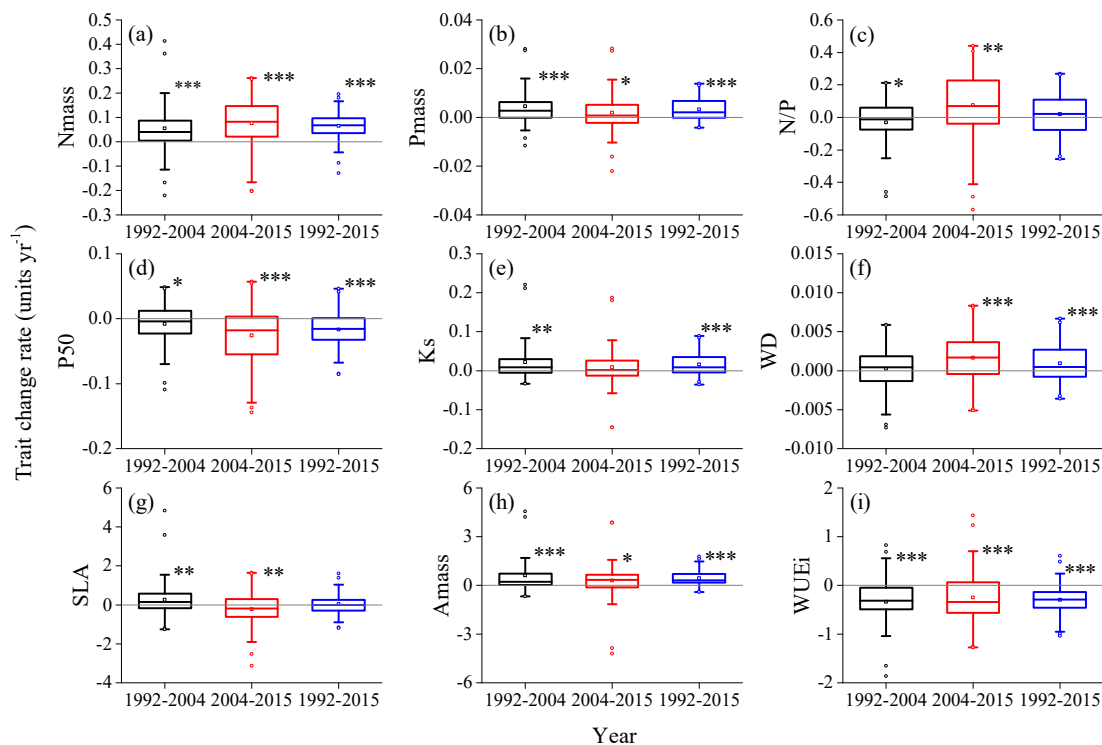 Trait change rate (units yr⁻¹)
(a)
Nmass
0.5
0.4
0.3
0.2
0.1
0.0
-0.1
-0.2
-0.3
*** *** ***
1992-2004 2004-2015 1992-2015
(b)
Pmass
0.04
0.02
0.00
-0.02
-0.04
*** * ***
1992-2004 2004-2015 1992-2015
(c)
N/P
0.6
0.4
0.2
0.0
-0.2
-0.4
-0.6
* **
1992-2004 2004-2015 1992-2015
(d)
P50
0.1
0.0
-0.1
-0.2
* *** ***
1992-2004 2004-2015 1992-2015
(e)
Ks
0.3
0.2
0.1
0.0
-0.1
-0.2
** ***
1992-2004 2004-2015 1992-2015
(f)
WD
0.015
0.010
0.005
0.000
-0.005
-0.010
*** ***
1992-2004 2004-2015 1992-2015
(g)
SLA
6
4
2
0
-2
-4
** **
1992-2004 2004-2015 1992-2015
(h)
Amass
6
3
0
-3
-6
*** * ***
1992-2004 2004-2015 1992-2015
(i)
WUEi
2
1
0
-1
-2
*** *** ***
1992-2004 2004-2015 1992-2015
Year